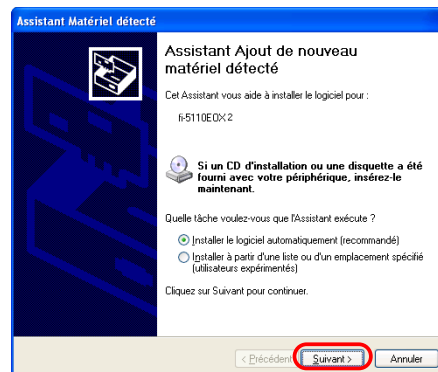 Assistant Matériel détecté
Assistant Ajout de nouveau
matériel détecté
Cet Assistant vous aide à installer le logiciel pour :
fi-5110EOX2
Si un CD d'installation ou une disquette a été
fourni avec votre périphérique, insérez-le
maintenant.
Quelle tâche voulez-vous que l'Assistant exécute ?
Installer le logiciel automatiquement (recommandé)
Installer à partir d'une liste ou d'un emplacement spécifié
(utilisateurs expérimentés)
Cliquez sur Suivant pour continuer.
< Précédent
Suivant >
Annuler